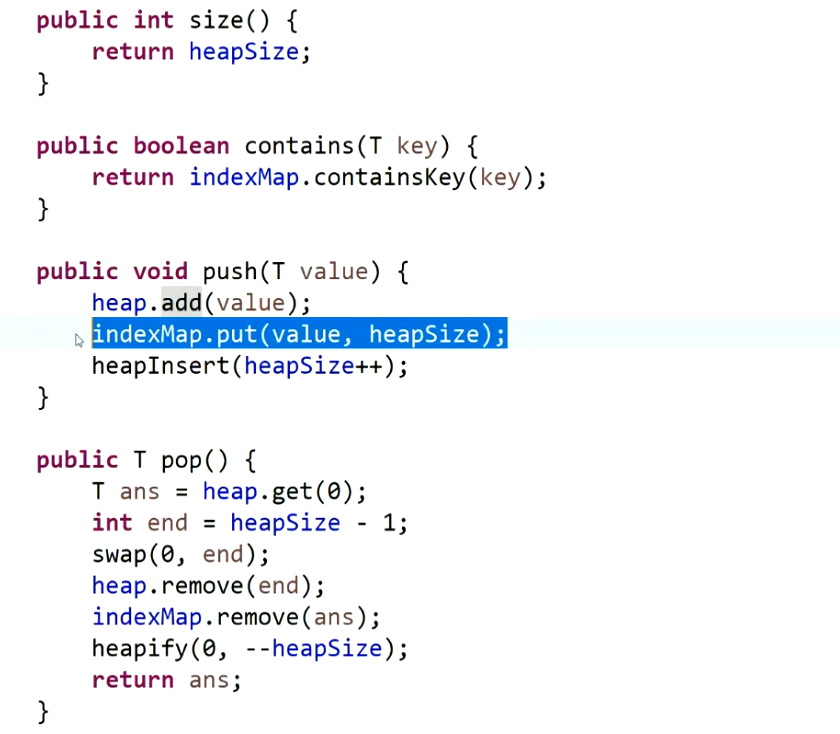 public int size() {
return heapSize;
}
public boolean contains(T key) {
return indexMap.containsKey(key);
}
public void push(T value) {
heap.add(value);
indexMap.put(value, heapSize);
heapInsert(heapSize++);
}
public T pop() {
T ans = heap.get(0);
int end = heapSize - 1;
swap(0, end);
heap.remove(end);
indexMap.remove(ans);
heapify(0, --heapSize);
return ans;
}